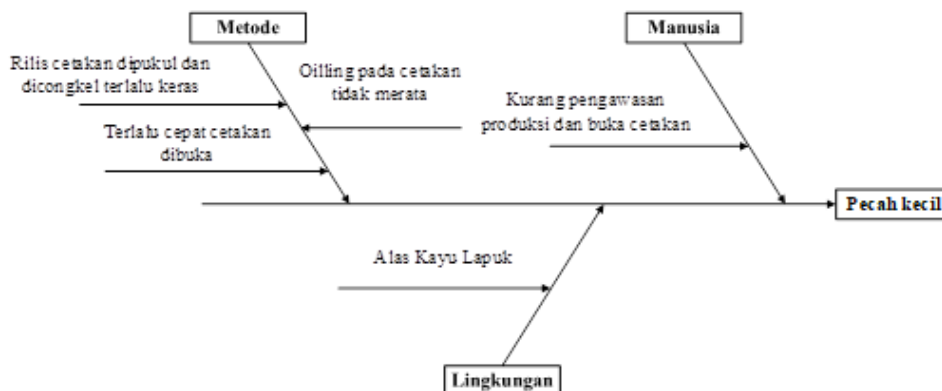 Metode
Manusia
Rilis cetakan dipukul dan
dicongkel terlalu keras
Oilling pada cetakan
tidak merata
Kurang pengawasan
produksi dan buka cetakan
Terlalu cepat cetakan
dibuka
Pecah kecil
Alas Kayu Lapuk
Lingkungan